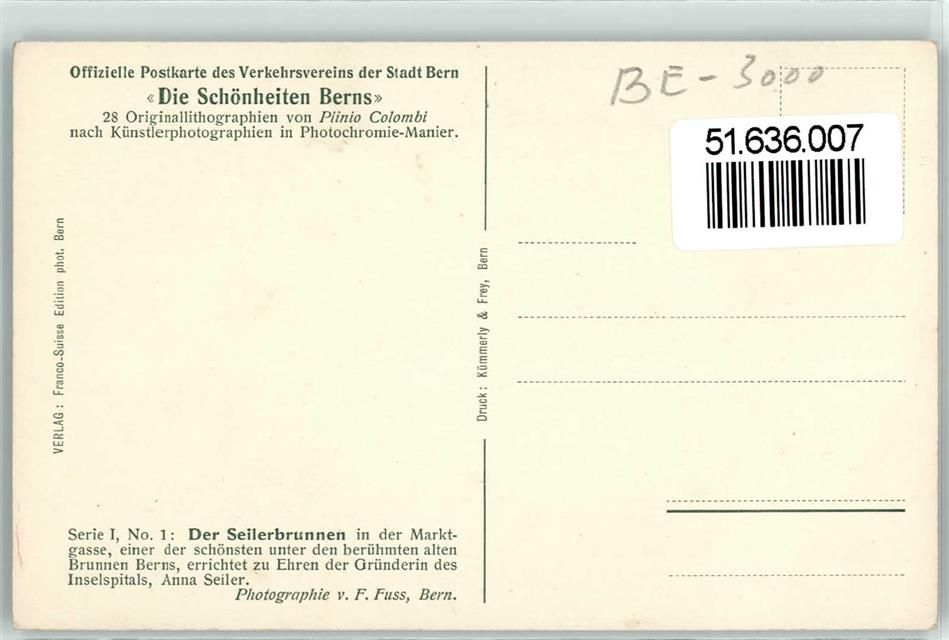 Offizielle Postkarte des Verkehrsvereins der Stadt Bern
«Die Schönheiten Berns»
28 Originallithographien von Plinio Colombi
nach Künstlerphotographien in Photochromie-Manier.
VERLAG: Franco-Suisse Edition phot. Bern
Serie I, No. 1: Der Seilerbrunnen in der Markt-
gasse, einer der schönsten unter den berühmten alten
Brunnen Berns, errichtet zu Ehren der Gründerin des
Inselspitals, Anna Seiler.
Photographie v. F. Fuss, Bern.
Druck: Kümmerly & Frey, Bern
BE-3000
51.636.007